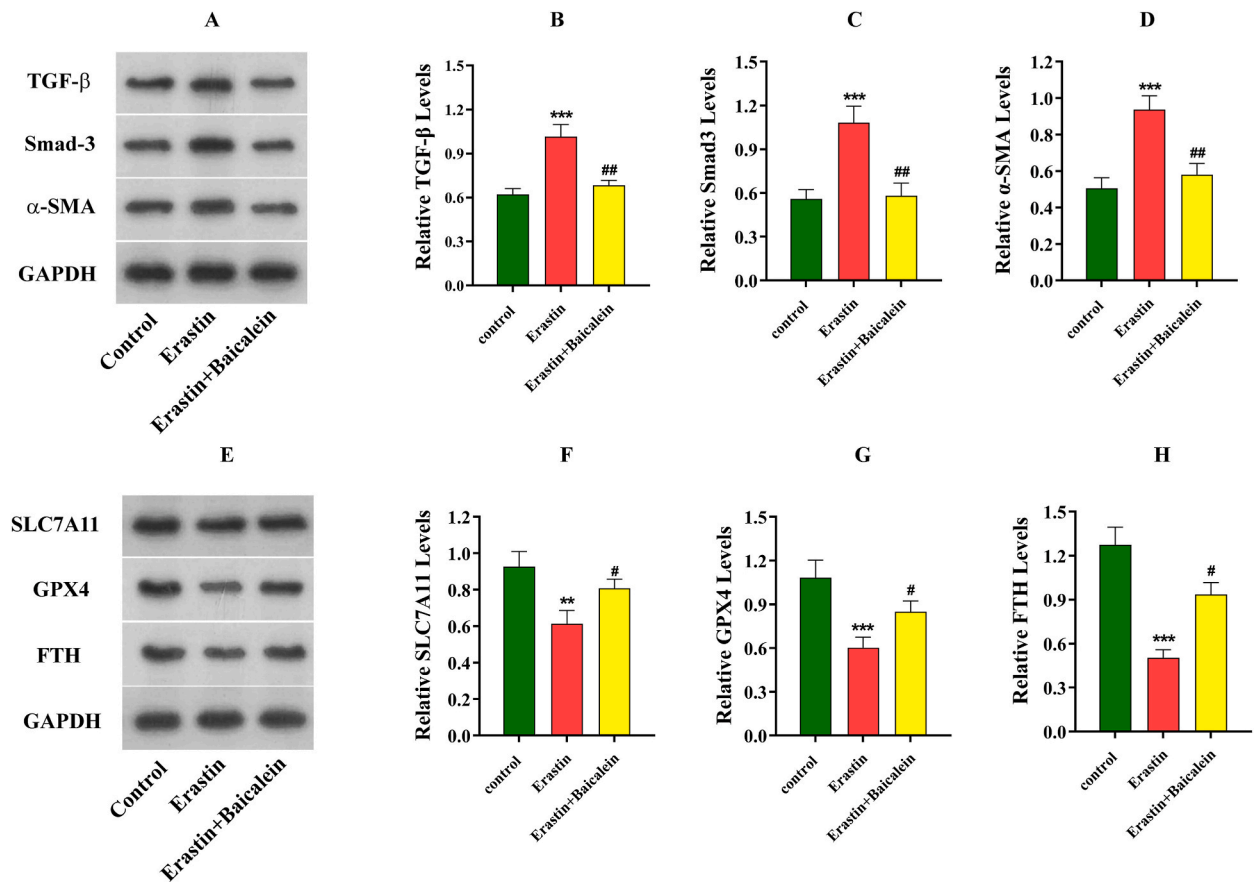 A
TGF-β
Smad-3
α-SMA
GAPDH
Control
Erastin
Erastin+Baicalein
B
Relative TGF-β Levels
1.5
1.2
0.9
0.6
0.3
0.0
***
##
control
Erastin
Erastin+Baicalein
C
Relative Smad3 Levels
1.5
1.2
0.9
0.6
0.3
0.0
***
##
control
Erastin
Erastin+Baicalein
D
Relative α-SMA Levels
1.2
1.0
0.8
0.6
0.4
0.2
0.0
***
##
control
Erastin
Erastin+Baicalein
E
SLC7A11
GPX4
FTH
GAPDH
Control
Erastin
Erastin+Baicalein
F
Relative SLC7A11 Levels
1.2
1.0
0.8
0.6
0.4
0.2
0.0
**
#
control
Erastin
Erastin+Baicalein
G
Relative GPX4 Levels
1.5
1.2
0.9
0.6
0.3
0.0
***
#
control
Erastin
Erastin+Baicalein
H
Relative FTH Levels
1.5
1.2
0.9
0.6
0.3
0.0
***
#
control
Erastin
Erastin+Baicalein